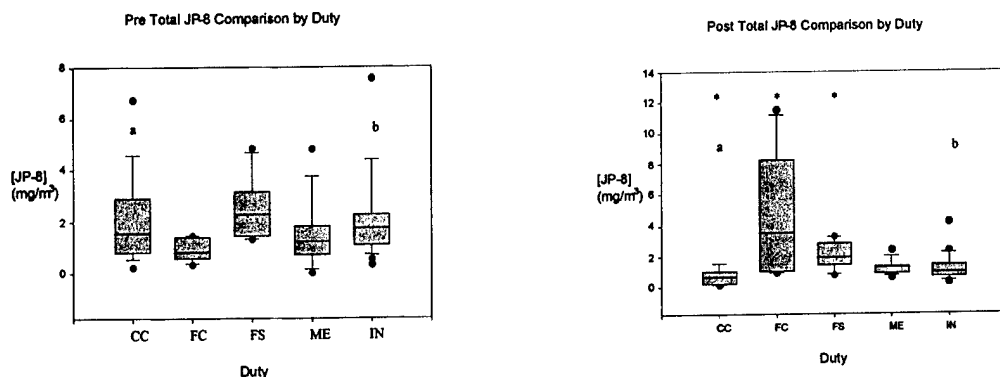 Pre Total JP-8 Comparison by Duty
8
6
4
2
0
[JP-8]
(mg/m³)
a
b
CC FC FS ME IN
Duty
Post Total JP-8 Comparison by Duty
14
12
10
8
6
4
2
0
[JP-8]
(mg/m³)
* * *
a
b
CC FC FS ME IN
Duty